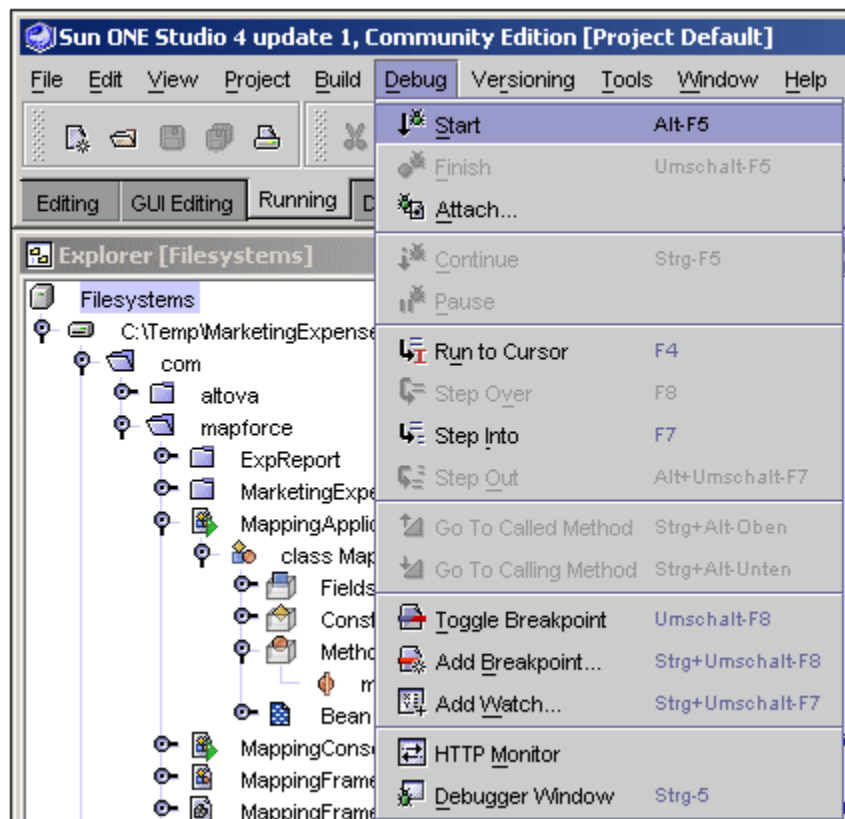 Sun ONE Studio 4 update 1, Community Edition [Project Default]
File Edit View Project Build Debug Versioning Tools Window Help
Editing GUI Editing Running D
Start Alt-F5
Finish Umschalt-F5
Attach...
Continue Strg-F5
Pause
Run to Cursor F4
Step Over F8
Step Into F7
Step Out Alt+Umschalt-F7
Go To Called Method Strg+Alt-Oben
Go To Calling Method Strg+Alt-Unten
Toggle Breakpoint Umschalt-F8
Add Breakpoint... Strg+Umschalt-F8
Add Watch... Strg+Umschalt-F7
HTTP Monitor
Debugger Window Strg-5
Explorer [Filesystems]
Filesystems
C:\Temp\MarketingExpense
com
altova
mapforce
ExpReport
MarketingExpe
MappingApplic
class Map
Fields
Const
Metho
m
Bean
MappingConso
MappingFrame
MappingFrame